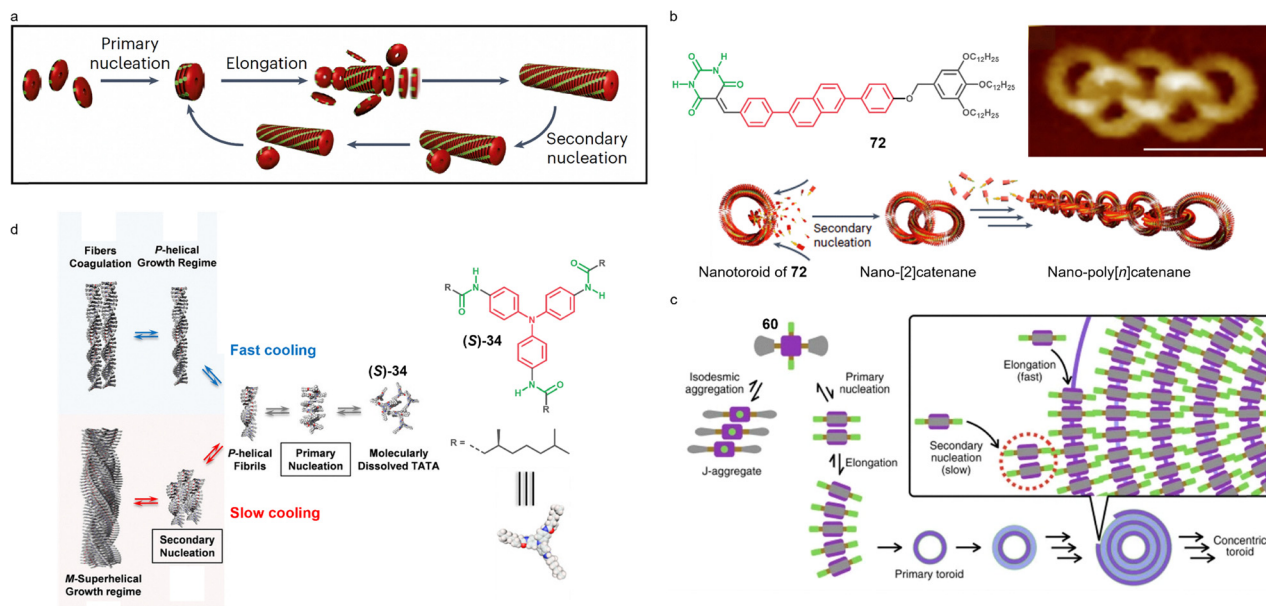 a
Primary
nucleation
Elongation
Secondary
nucleation
b
O
O
N
H
H
N
O
O
OC12H25
OC12H25
OC12H25
72
Secondary
nucleation
Nanotoroid of 72
Nano-[2]catenane
Nano-poly[n]catenane
c
60
Isodesmic
aggregation
Primary
nucleation
J-aggregate
Elongation
Elongation
(fast)
Secondary
nucleation
(slow)
Primary toroid
Concentric
toroid
d
Fibers
Coagulation
P-helical
Growth Regime
Fast cooling
(S)-34
P-helical
Fibrils
Primary
Nucleation
Molecularly
Dissolved TATA
Slow cooling
Secondary
Nucleation
M-Superhelical
Growth regime
H
R
N
O
R
O
N
H
N
(S)-34
H
N
O
R
R =